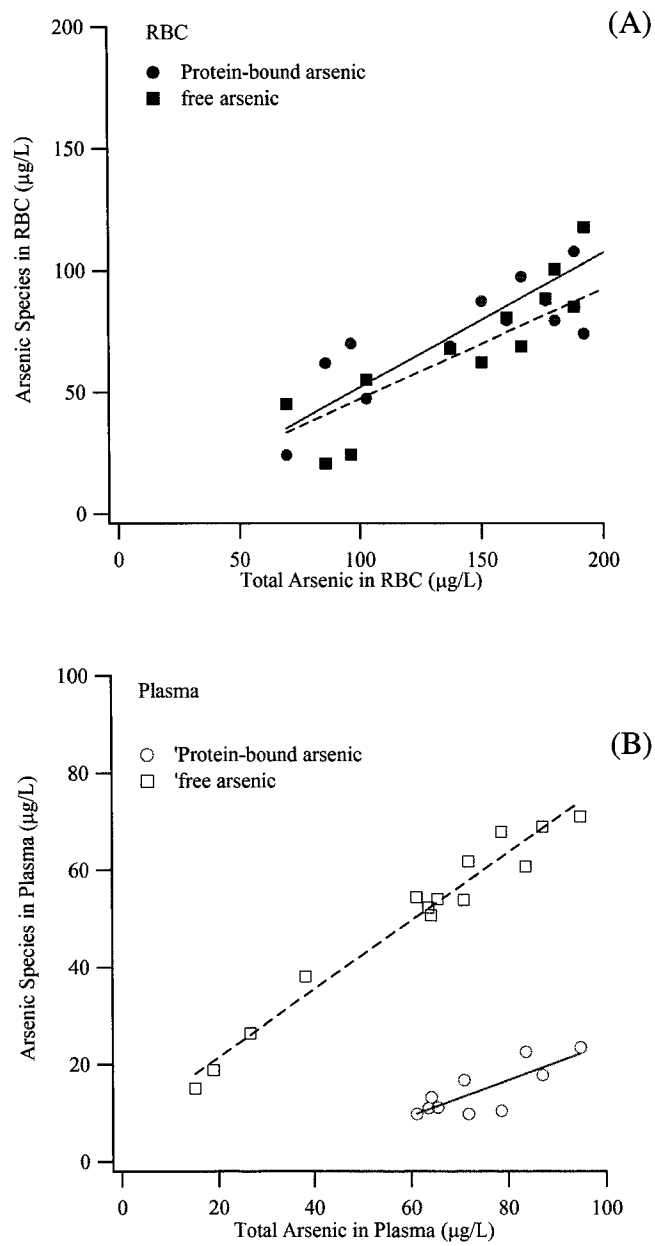 (A)
RBC
Protein-bound arsenic
free arsenic
200
150
100
50
0
Arsenic Species in RBC (µg/L)
0 50 100 150 200
Total Arsenic in RBC (µg/L)
(B)
Plasma
'Protein-bound arsenic
'free arsenic
100
80
60
40
20
0
Arsenic Species in Plasma (µg/L)
0 20 40 60 80 100
Total Arsenic in Plasma (µg/L)